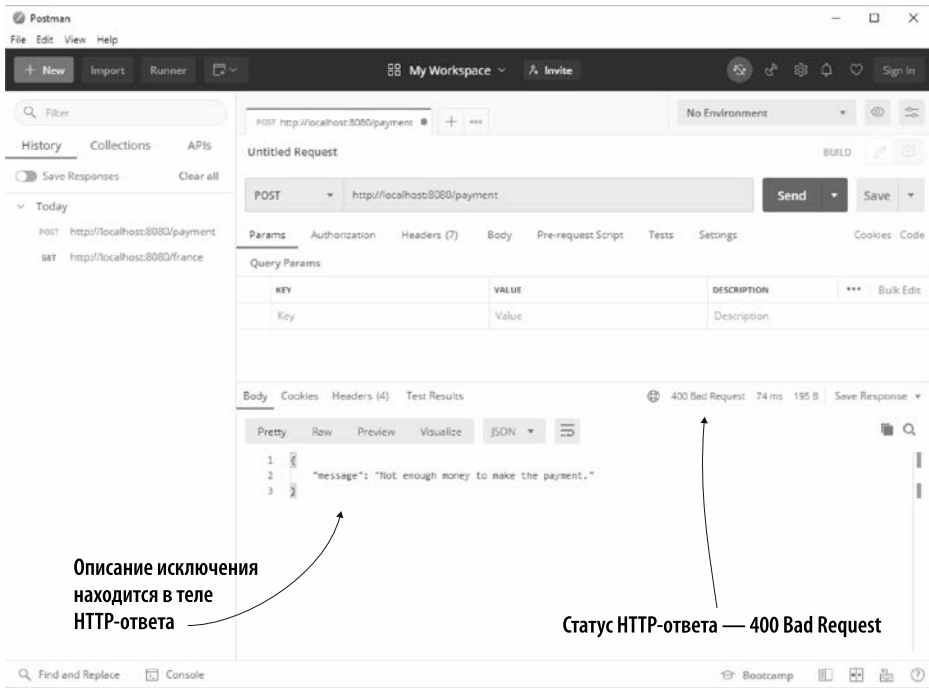 Postman
File Edit View Help
+ New Import Runner My Workspace Invite Sign In
Filter
History Collections APIs
Save Responses Clear all
Today
POST http://localhost:8080/payment
GET http://localhost:8080/france
POST http://localhost:8080/payment + ••• No Environment
Untitled Request BUILD
POST http://localhost:8080/payment Send Save
Params Authorization Headers (7) Body Pre-request Script Tests Settings Cookies Code
Query Params
KEY VALUE DESCRIPTION ••• Bulk Edit
Key Value Description
Body Cookies Headers (4) Test Results 400 Bad Request 74 ms 195 B Save Response
Pretty Raw Preview Visualize JSON
1 {
2 "message": "Not enough money to make the payment."
3 }
Описание исключения
находится в теле
HTTP-ответа
Статус HTTP-ответа — 400 Bad Request
Find and Replace Console Bootcamp